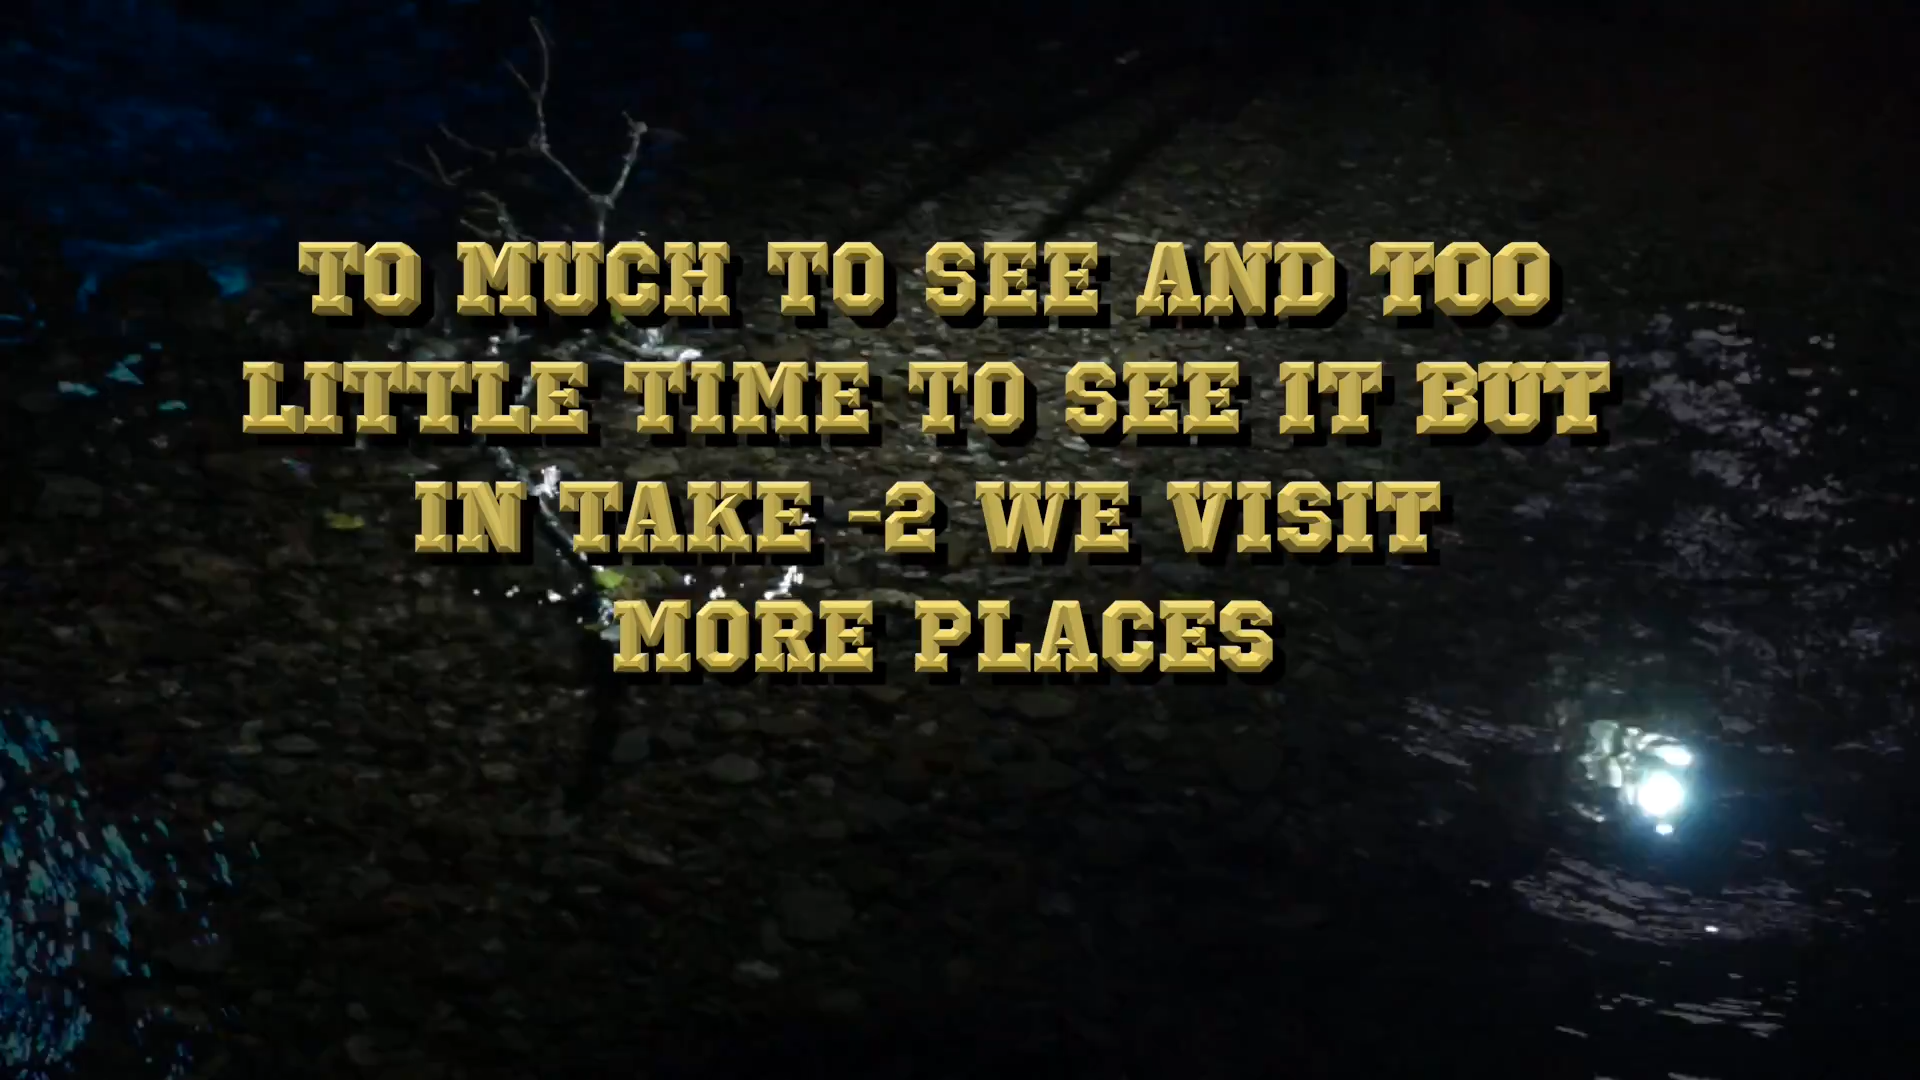 TO MUCH TO SEE AND TOO
LITTLE TIME TO SEE IT BUT
IN TAKE -2 WE VISIT
MORE PLACES